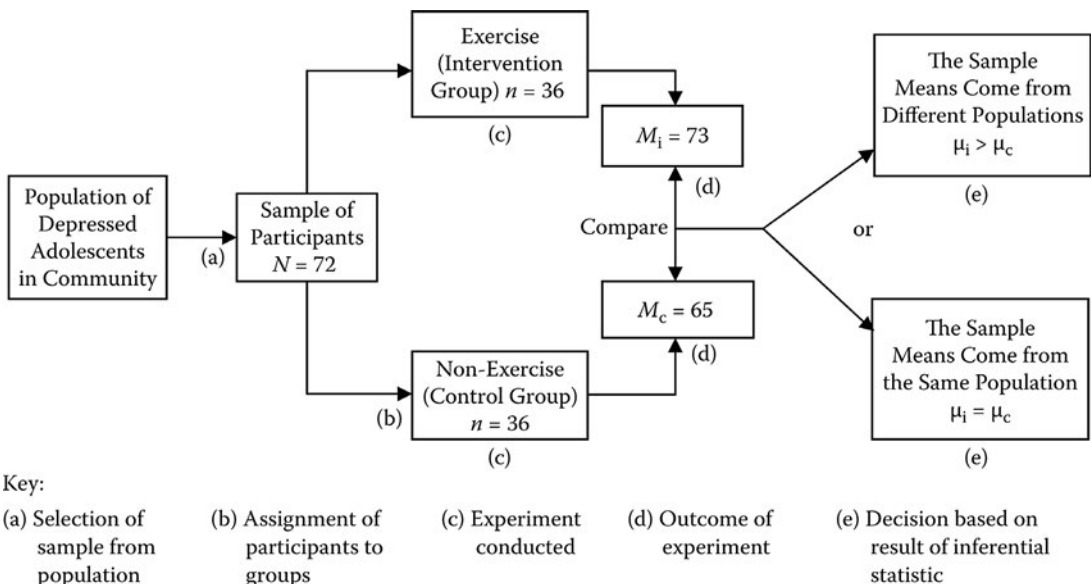 Population of
Depressed
Adolescents
in Community
(a)
Sample of
Participants
N = 72
Exercise
(Intervention
Group) n = 36
(c)
(b)
Non-Exercise
(Control Group)
n = 36
(c)
Mi = 73
(d)
Compare
Mc = 65
(d)
The Sample
Means Come from
Different Populations
μi > μc
(e)
or
The Sample
Means Come from
the Same Population
μi = μc
(e)
Key:
(a) Selection of
sample from
population
(b) Assignment of
participants to
groups
(c) Experiment
conducted
(d) Outcome of
experiment
(e) Decision based on
result of inferential
statistic